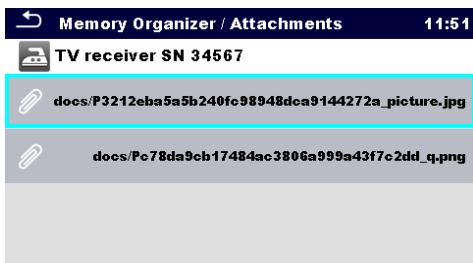 Memory Organizer / Attachments 11:51
TV receiver SN 34567
docs/P3212eba5a5b240fc98948dca9144272a_picture.jpg
docs/Pc78da9cb17484ac3806a999a43f7c2dd_q.png